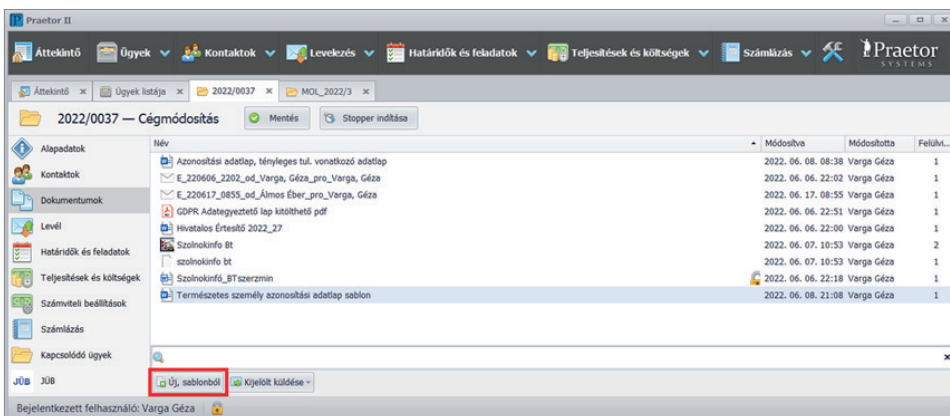 Praetor II
Áttekintő Ügyek Kontaktok Levelezés Határidők és feladatok Teljesítések és költségek Számlázás Praetor
SYSTEMS
Áttekintő x Ügyek listája x 2022/0037 x MOL_2022/3 x
2022/0037 — Cégmódosítás Mentés Stopper indítása
Alapadatok
Kontaktok
Dokumentumok
Levél
Határidők és feladatok
Teljesítések és költségek
Számviteli beállítások
Számlázás
Kapcsolódó ügyek
JÜB JÜB
Név Módosítva Módosította Felülvi...
Azonosítási adatlap, tényleges tul. vonatkozó adatlap 2022. 06. 08. 08:38 Varga Géza 1
E_220606_2202_od_Varga, Géza_pro_Varga, Géza 2022. 06. 06. 22:02 Varga Géza 1
E_220617_0855_od_Álmos Éber_pro_Varga, Géza 2022. 06. 17. 08:55 Varga Géza 1
GDPR Adategyeztető lap kitölthető pdf 2022. 06. 06. 22:51 Varga Géza 1
Hivatalos Értesítő 2022_27 2022. 06. 06. 22:00 Varga Géza 1
Szolnokinfo Bt 2022. 06. 07. 10:53 Varga Géza 2
szolnokinfo bt 2022. 06. 07. 10:53 Varga Géza 1
Szolnokinfó_BTszerzmin 2022. 06. 06. 22:18 Varga Géza 1
Természetes személy azonosítási adatlap sablon 2022. 06. 08. 21:08 Varga Géza 1
Új, sablonból Kijelölt küldése
Bejelentkezett felhasználó: Varga Géza